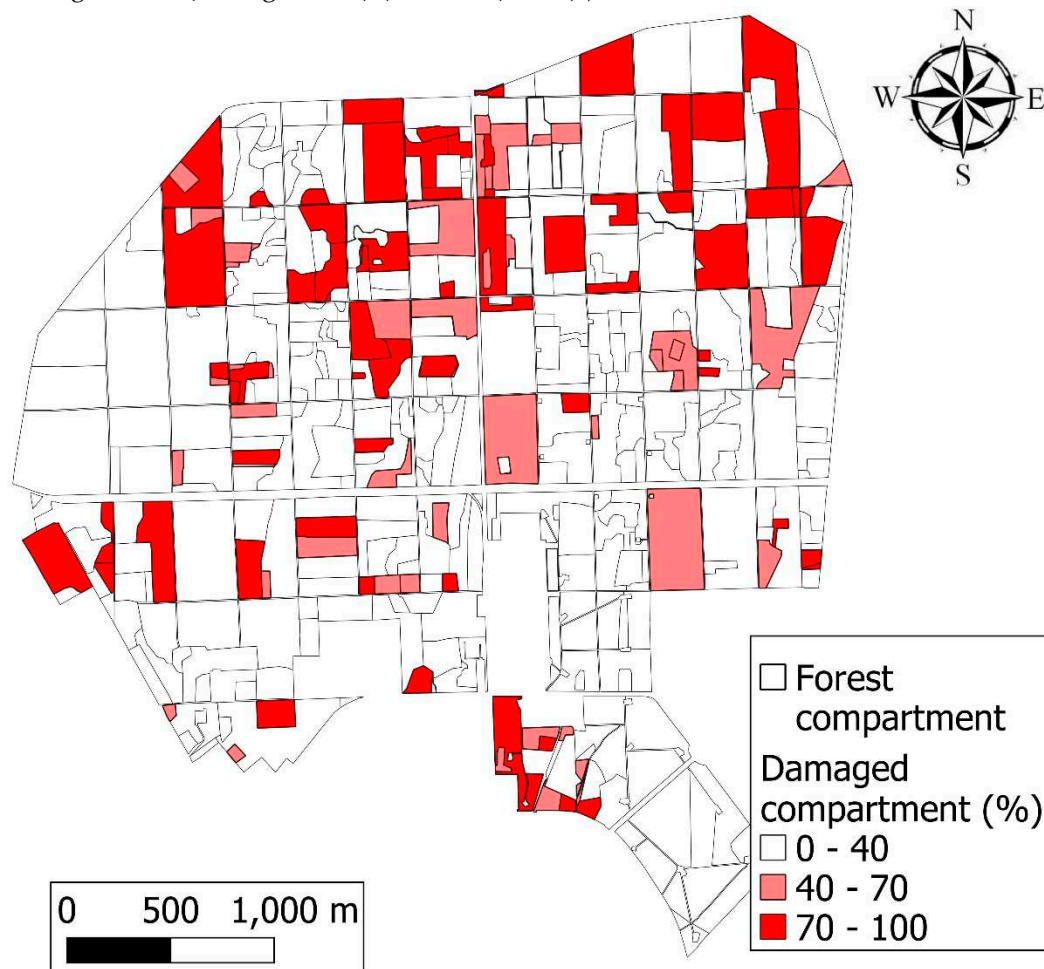 N
W
E
S
Forest
compartment
Damaged
compartment (%)
0 - 40
40 - 70
70 - 100
0 500 1,000 m